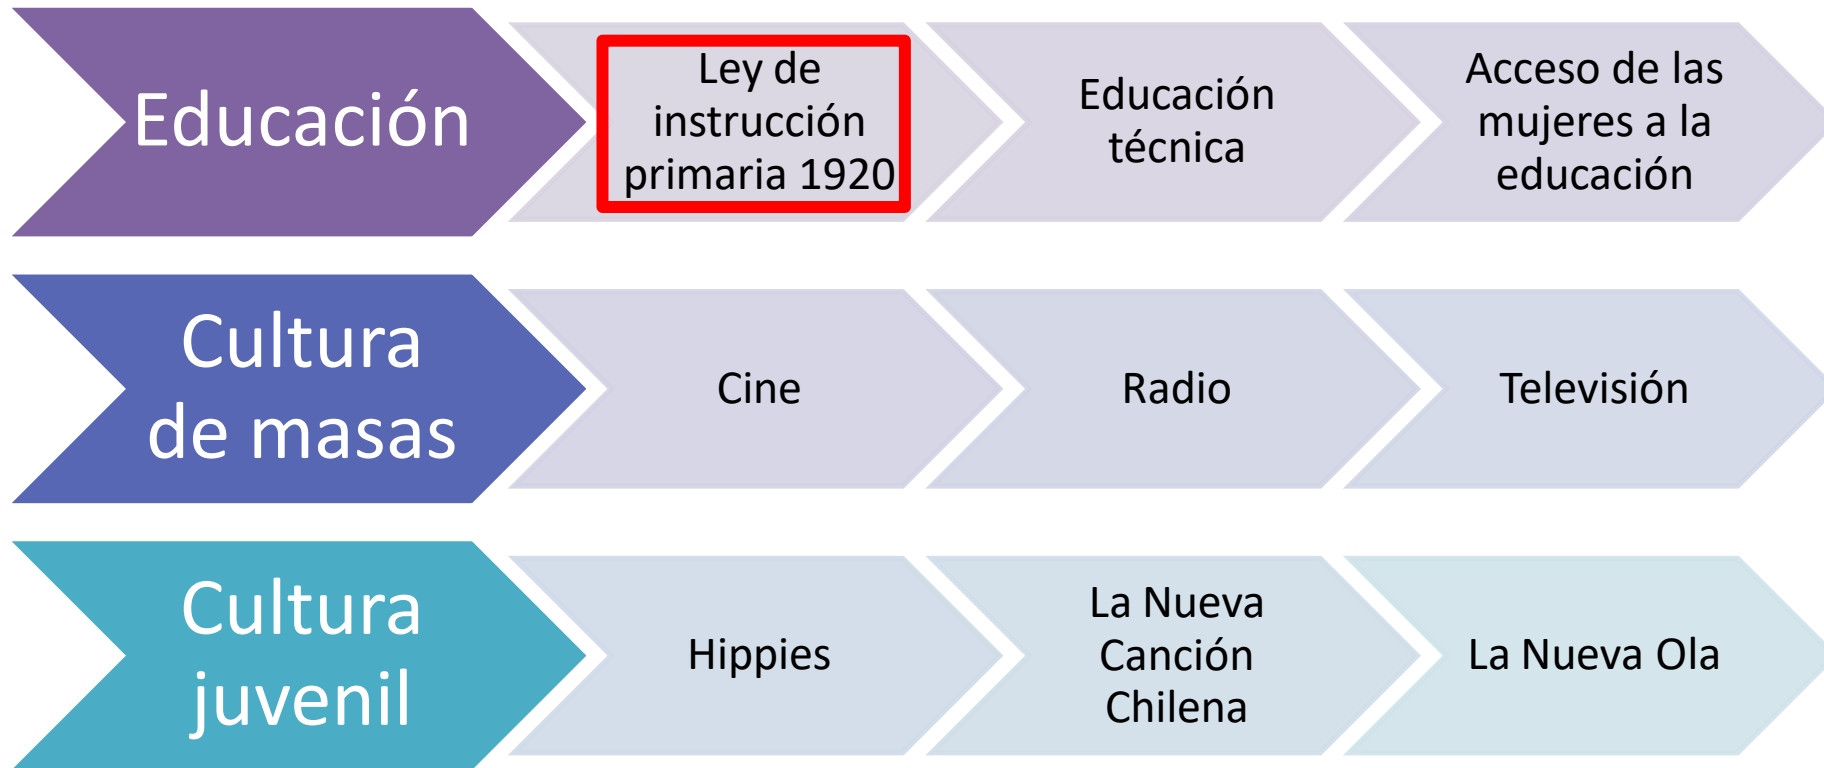 Educación
Ley de
instrucción
primaria 1920
Educación
técnica
Acceso de las
mujeres a la
educación
Cultura
de masas
Cine
Radio
Televisión
Cultura
juvenil
Hippies
La Nueva
Canción
Chilena
La Nueva Ola